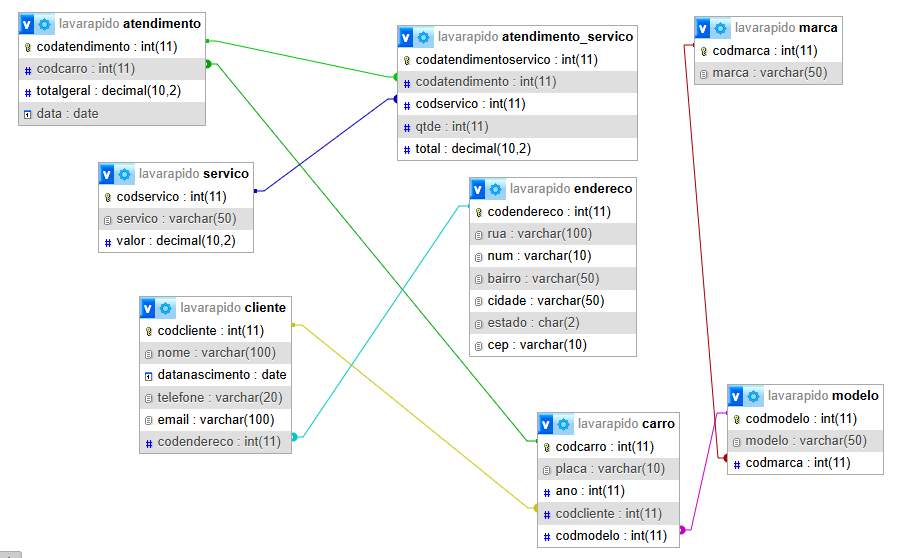 lavarapido atendimento
codatendimento : int(11)
codcarro : int(11)
totalgeral : decimal(10,2)
data : date
lavarapido atendimento_servico
codatendimentoservico : int(11)
codatendimento : int(11)
codservico : int(11)
qtde : int(11)
total : decimal(10,2)
lavarapido marca
codmarca : int(11)
marca : varchar(50)
lavarapido servico
codservico : int(11)
servico : varchar(50)
valor : decimal(10,2)
lavarapido endereco
codendereco : int(11)
rua : varchar(100)
num : varchar(10)
bairro : varchar(50)
cidade : varchar(50)
estado : char(2)
cep : varchar(10)
lavarapido cliente
codcliente : int(11)
nome : varchar(100)
datanascimento : date
telefone : varchar(20)
email : varchar(100)
codendereco : int(11)
lavarapido carro
codcarro : int(11)
placa : varchar(10)
ano : int(11)
codcliente : int(11)
codmodelo : int(11)
lavarapido modelo
codmodelo : int(11)
modelo : varchar(50)
codmarca : int(11)